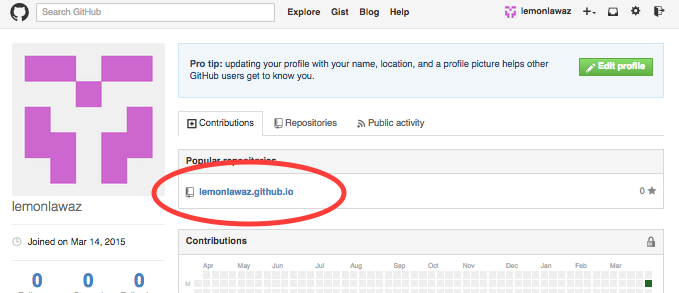 Search GitHub
Explore Gist Blog Help
lemonlawaz
Pro tip: updating your profile with your name, location, and a profile picture helps other
GitHub users get to know you.
Edit profile
Contributions Repositories Public activity
Popular repositories
lemonlawaz.github.io 0
lemonlawaz
Joined on Mar 14, 2015
0 0 0
Contributions
Apr May Jun Jul Aug Sep Oct Nov Dec Jan Feb Mar
M